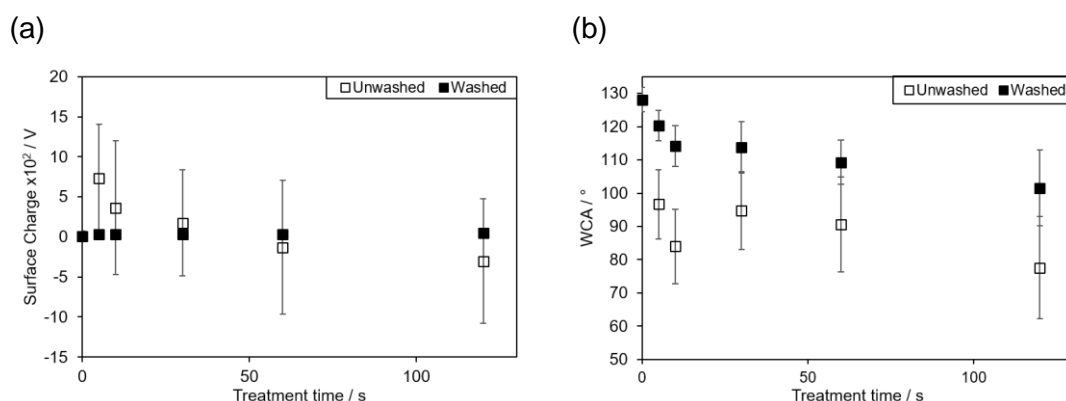 (a)
Surface Charge x10² / V
20
15
10
5
0
-5
-10
-15
Unwashed Washed
0 50 100
Treatment time / s
(b)
WCA / °
130
120
110
100
90
80
70
60
50
Unwashed Washed
0 50 100
Treatment time / s